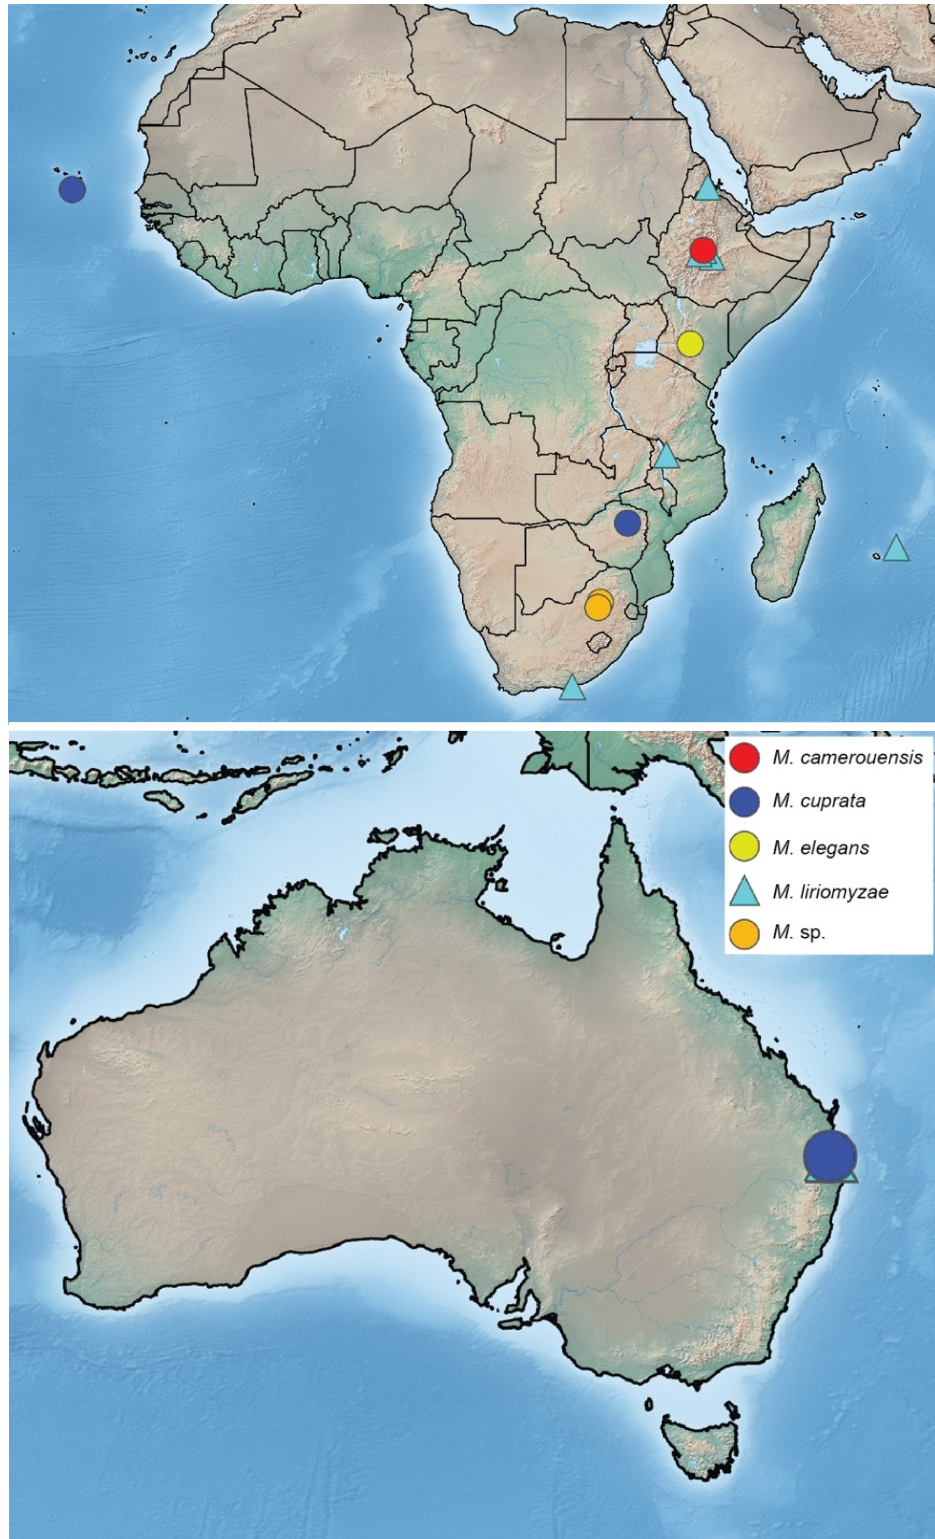 M. camerouensis
M. cuprata
M. elegans
M. liriomyzae
M. sp.